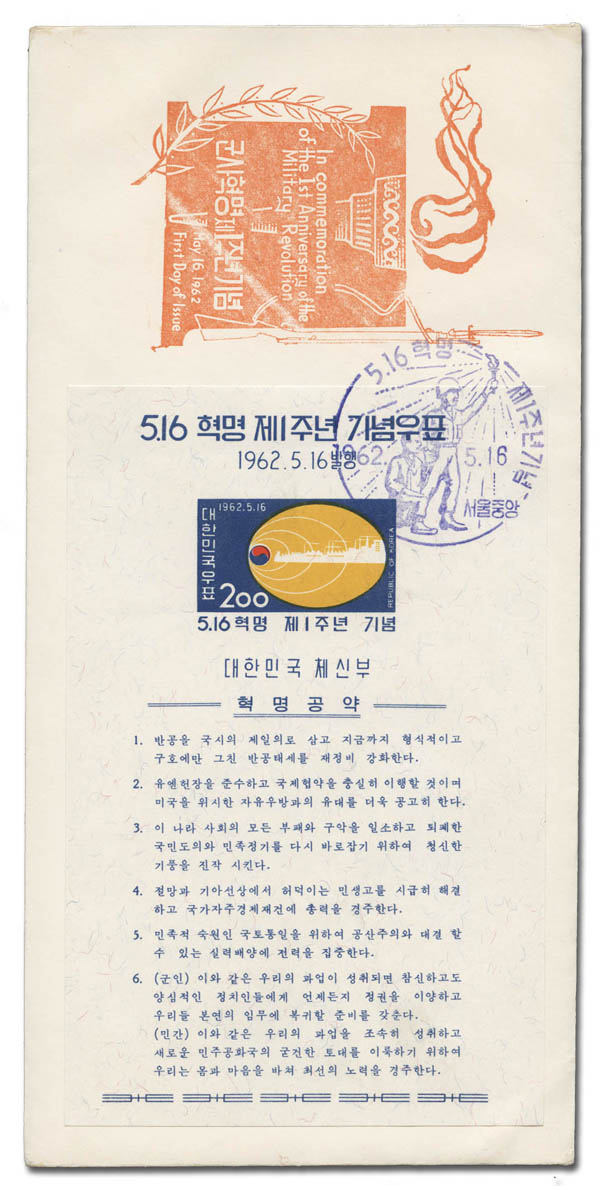 In commemoration
of the 1st Anniversary of the
Military Revolution
군사혁명제1주년기념
May 16, 1962
First Day of Issue
5.16 혁명 제1주년기념
1962 5.16
서울중앙
5.16 혁명 제1주년 기념우표
1962.5.16발행
1962.5.16
대한민국우표
200
REPUBLIC OF KOREA
5.16혁명 제1주년 기념
대한민국 체신부
혁명공약
1. 반공을 국시의 제일의로 삼고 지금까지 형식적이고
구호에만 그친 반공태세를 재정비 강화한다.
2. 유엔헌장을 준수하고 국제협약을 충실히 이행할 것이며
미국을 위시한 자유우방과의 유대를 더욱 공고히 한다.
3. 이 나라 사회의 모든 부패와 구악을 일소하고 퇴폐한
국민도의와 민족정기를 다시 바로잡기 위하여 청신한
기풍을 진작 시킨다.
4. 절망과 기아선상에서 허덕이는 민생고를 시급히 해결
하고 국가자주경제재건에 총력을 경주한다.
5. 민족적 숙원인 국토통일을 위하여 공산주의와 대결 할
수 있는 실력배양에 전력을 집중한다.
6. (군인) 이와 같은 우리의 과업이 성취되면 참신하고도
양심적인 정치인들에게 언제든지 정권을 이양하고
우리들 본연의 임무에 복귀할 준비를 갖춘다.
(민간) 이와같은 우리의 과업을 조속히 성취하고
새로운 민주공화국의 굳건한 토대를 이룩하기 위하여
우리는 몸과 마음을 바쳐 최선의 노력을 경주한다.